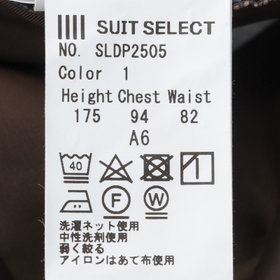 SUIT SELECT
NO. SLDP2505
Color 1
Height Chest Waist
175 94 82
A6
40
F W
洗濯ネット使用
中性洗剤使用
弱く絞る
アイロンはあて布使用